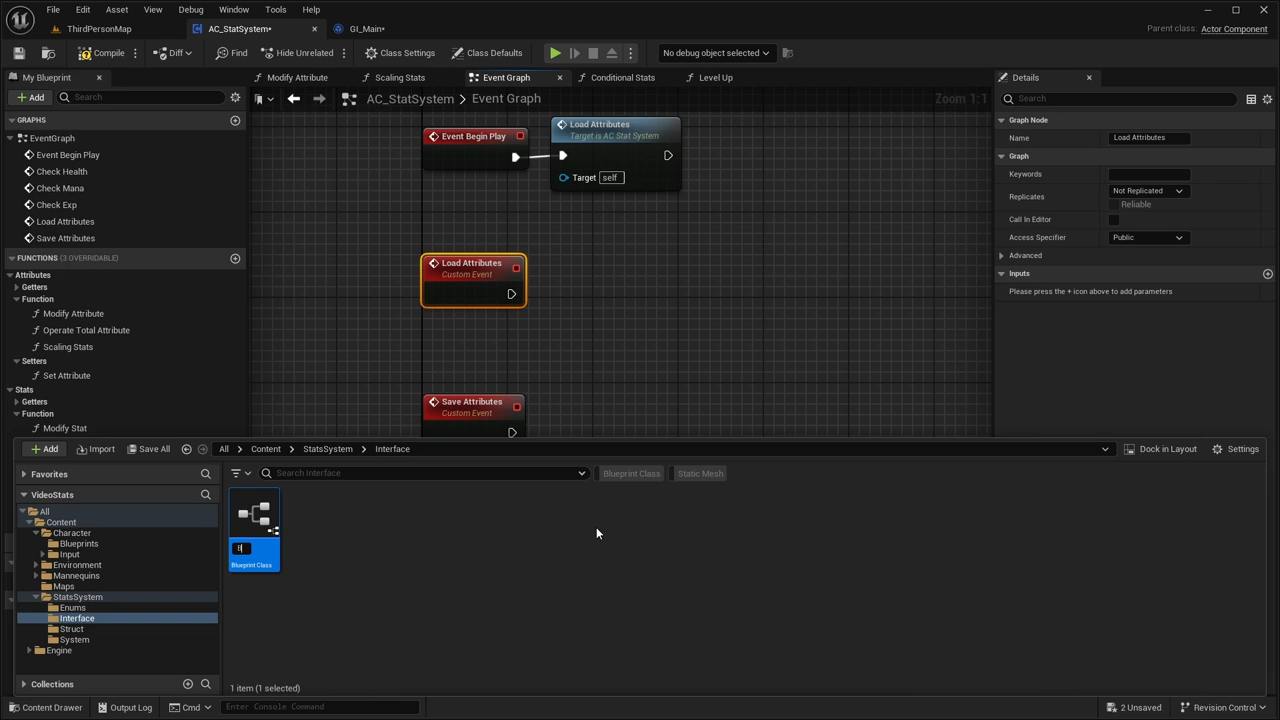 File Edit Asset View Debug Window Tools Help
ThirdPersonMap AC_StatSystem* GI_Main* Parent class: Actor Component
Compile Diff Find Hide Unrelated Class Settings Class Defaults No debug object selected
My Blueprint Modify Attribute Scaling Stats Event Graph Conditional Stats Level Up Details
Add Search AC_StatSystem > Event Graph Zoom 1:1 Search
GRAPHS
EventGraph
Event Begin Play
Check Health
Check Mana
Check Exp
Load Attributes
Save Attributes
FUNCTIONS (3 OVERRIDABLE)
Attributes
Getters
Function
Modify Attribute
Operate Total Attribute
Scaling Stats
Setters
Set Attribute
Stats
Getters
Function
Modify Stat
Event Begin Play
Load Attributes
Target is AC Stat System
Target self
Load Attributes
Custom Event
Save Attributes
Custom Event
Graph Node
Name Load Attributes
Graph
Keywords
Replicates Not Replicated
Reliable
Call In Editor
Access Specifier Public
Advanced
Inputs
Please press the + icon above to add parameters
Add Import Save All All > Content > StatsSystem > Interface Dock in Layout Settings
Favorites
VideoStats
All
Content
Character
Blueprints
Input
Environment
Mannequins
Maps
StatsSystem
Enums
Interface
Struct
System
Engine
Collections
Search Interface Blueprint Class Static Mesh
Blueprint Class
1 item (1 selected)
Content Drawer Output Log Cmd Enter Console Command 2 Unsaved Revision Control